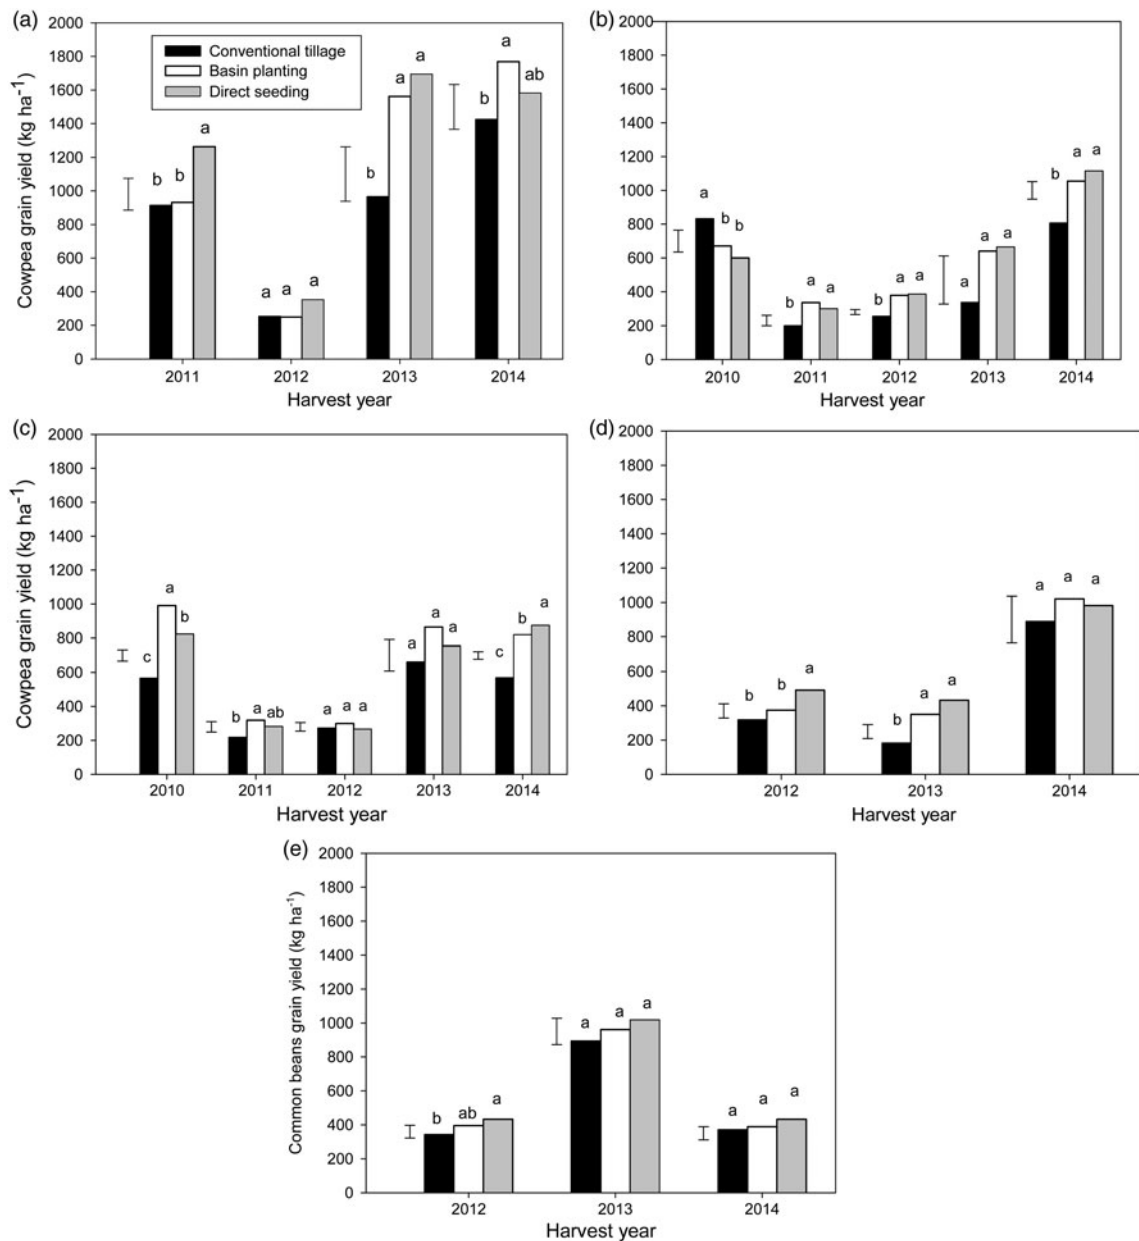 (a)
2000
1800
1600
1400
1200
1000
800
600
400
200
0
Cowpea grain yield (kg ha⁻¹)
Conventional tillage
Basin planting
Direct seeding
b b a
a a a
b a a
b a ab
2011 2012 2013 2014
Harvest year
(b)
2000
1800
1600
1400
1200
1000
800
600
400
200
0
a b b
b a a
b a a
a a a
b a a
2010 2011 2012 2013 2014
Harvest year
(c)
2000
1800
1600
1400
1200
1000
800
600
400
200
0
Cowpea grain yield (kg ha⁻¹)
c a b
b a ab
a a a
a a a
c b a
2010 2011 2012 2013 2014
Harvest year
(d)
2000
1800
1600
1400
1200
1000
800
600
400
200
0
b b a
b a a
a a a
2012 2013 2014
Harvest year
(e)
2000
1800
1600
1400
1200
1000
800
600
400
200
0
Common beans grain yield (kg ha⁻¹)
b ab a
a a a
a a a
2012 2013 2014
Harvest year